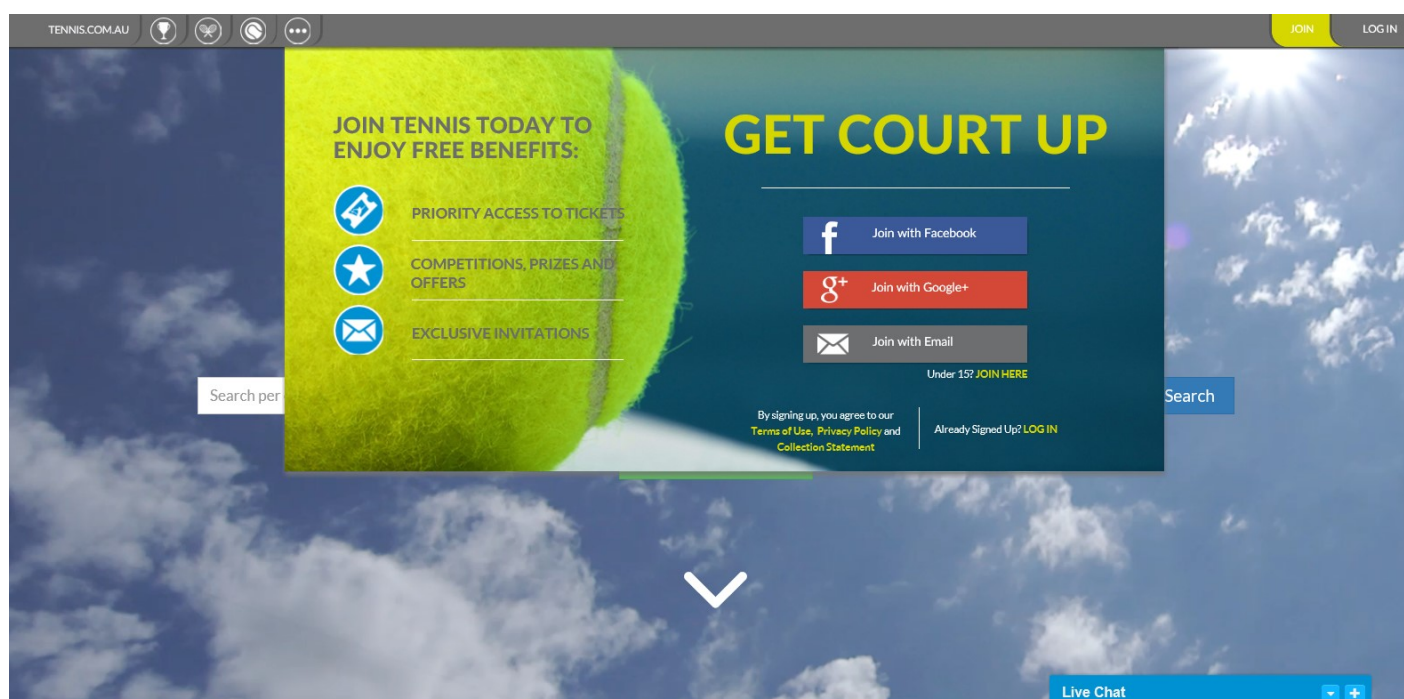 TENNIS.COM.AU
JOIN
LOG IN
JOIN TENNIS TODAY TO
ENJOY FREE BENEFITS:
PRIORITY ACCESS TO TICKETS
COMPETITIONS, PRIZES AND
OFFERS
EXCLUSIVE INVITATIONS
GET COURT UP
f Join with Facebook
g+ Join with Google+
Join with Email
Under 15? JOIN HERE
By signing up, you agree to our
Terms of Use, Privacy Policy and
Collection Statement
Already Signed Up? LOG IN
Search per
Search
Live Chat